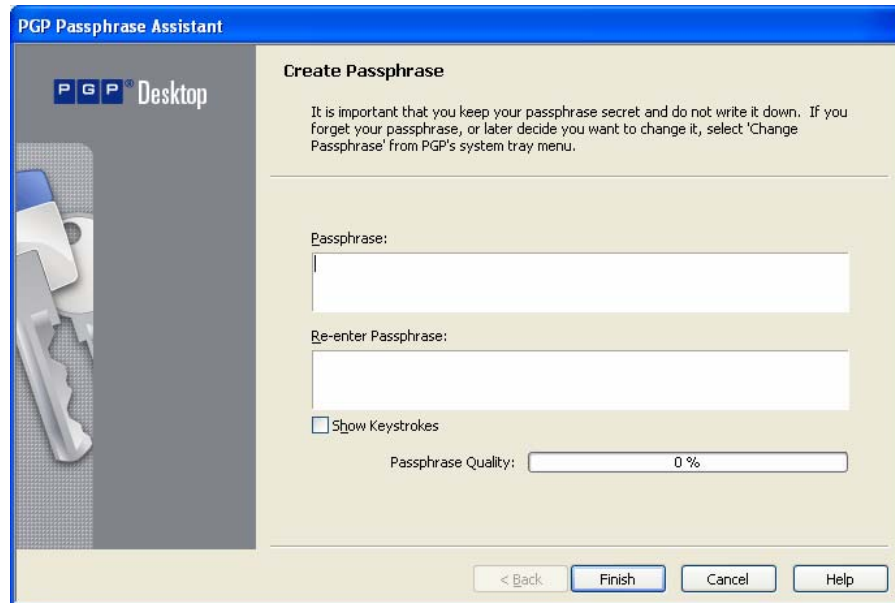 PGP Passphrase Assistant
PGP® Desktop
Create Passphrase
It is important that you keep your passphrase secret and do not write it down. If you
forget your passphrase, or later decide you want to change it, select 'Change
Passphrase' from PGP's system tray menu.
Passphrase:
Re-enter Passphrase:
Show Keystrokes
Passphrase Quality: 0 %
< Back Finish Cancel Help